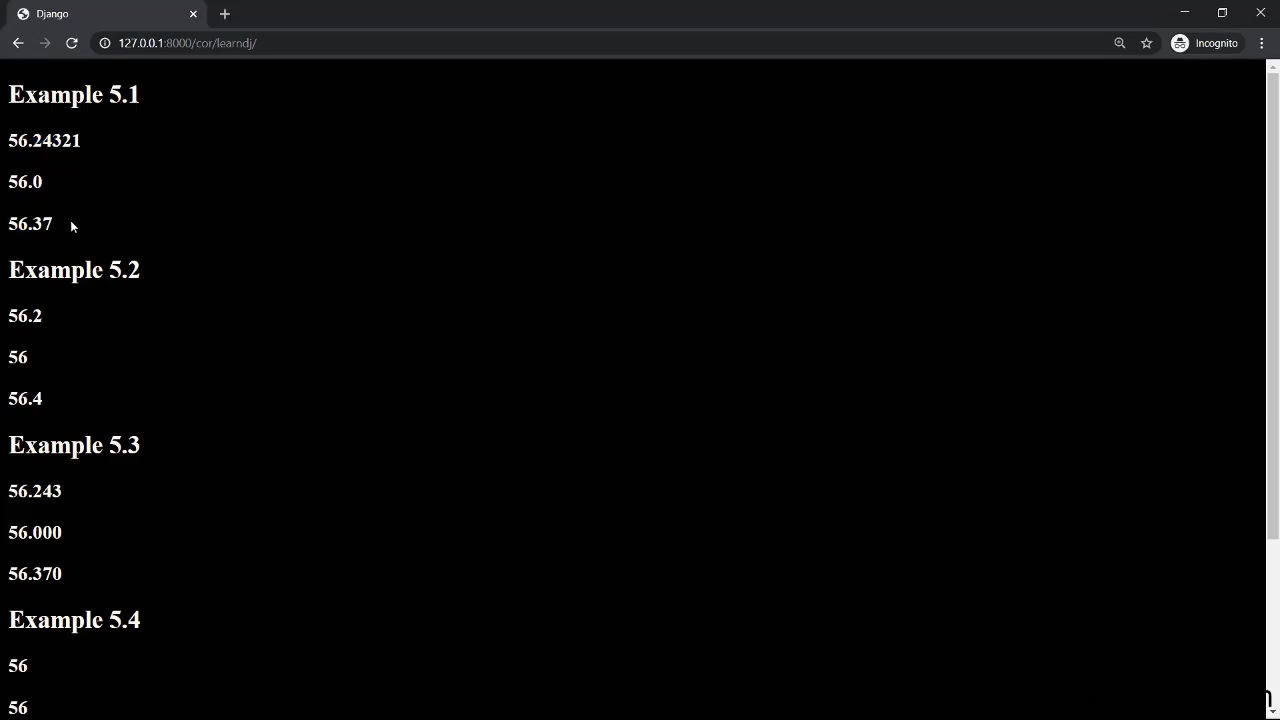 Django
127.0.0.1:8000/cor/learndj/
Incognito
Example 5.1
56.24321
56.0
56.37
Example 5.2
56.2
56
56.4
Example 5.3
56.243
56.000
56.370
Example 5.4
56
56